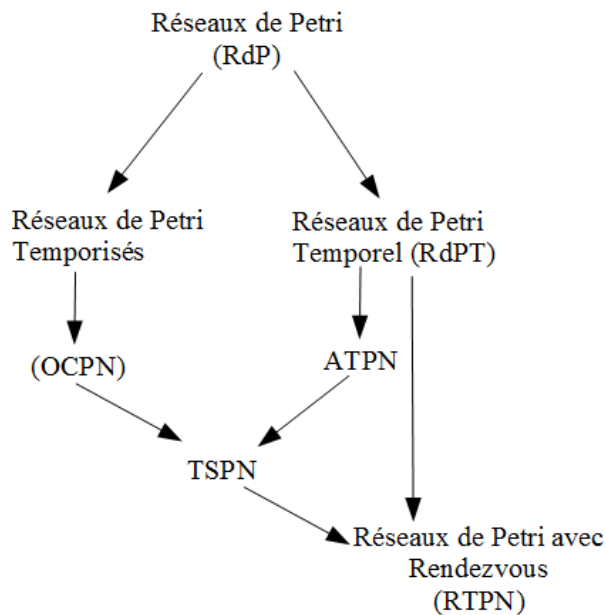 Réseaux de Petri
(RdP)
Réseaux de Petri
Temporisés
Réseaux de Petri
Temporel (RdPT)
(OCPN)
ATPN
TSPN
Réseaux de Petri avec
Rendezvous
(RTPN)